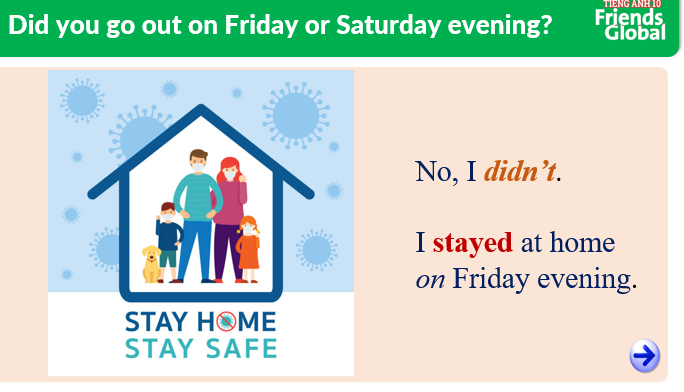 Did you go out on Friday or Saturday evening?
TIẾNG ANH 10
Friends
Global
No, I didn’t.
I stayed at home
on Friday evening.
STAY HOME
STAY SAFE